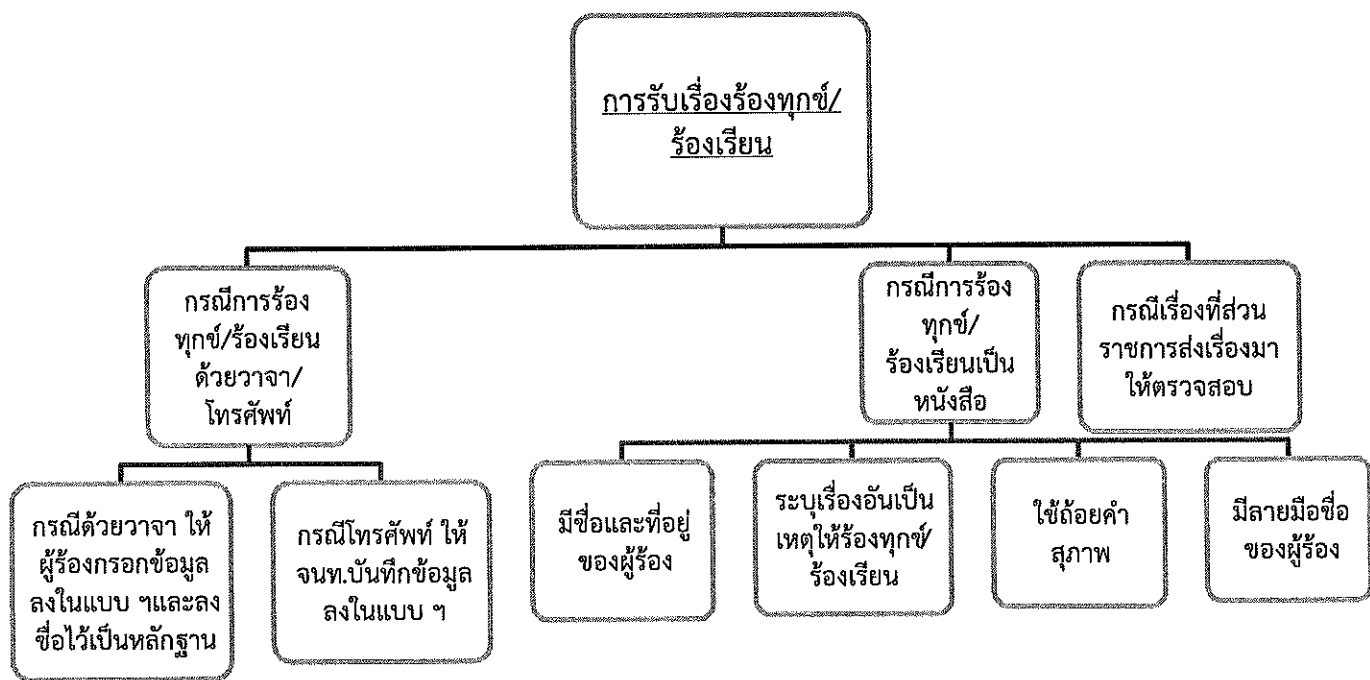 การรับเรื่องร้องทุกข์/
ร้องเรียน
กรณีการร้อง
ทุกข์/ร้องเรียน
ด้วยวาจา/
โทรศัพท์
กรณีการร้อง
ทุกข์/
ร้องเรียนเป็น
หนังสือ
กรณีเรื่องที่ส่วน
ราชการส่งเรื่องมา
ให้ตรวจสอบ
กรณีด้วยวาจา ให้
ผู้ร้องกรอกข้อมูล
ลงในแบบ ฯและลง
ชื่อไว้เป็นหลักฐาน
กรณีโทรศัพท์ ให้
จนท.บันทึกข้อมูล
ลงในแบบ ฯ
มีชื่อและที่อยู่
ของผู้ร้อง
ระบุเรื่องอันเป็น
เหตุให้ร้องทุกข์/
ร้องเรียน
ใช้ถ้อยคำ
สุภาพ
มีลายมือชื่อ
ของผู้ร้อง